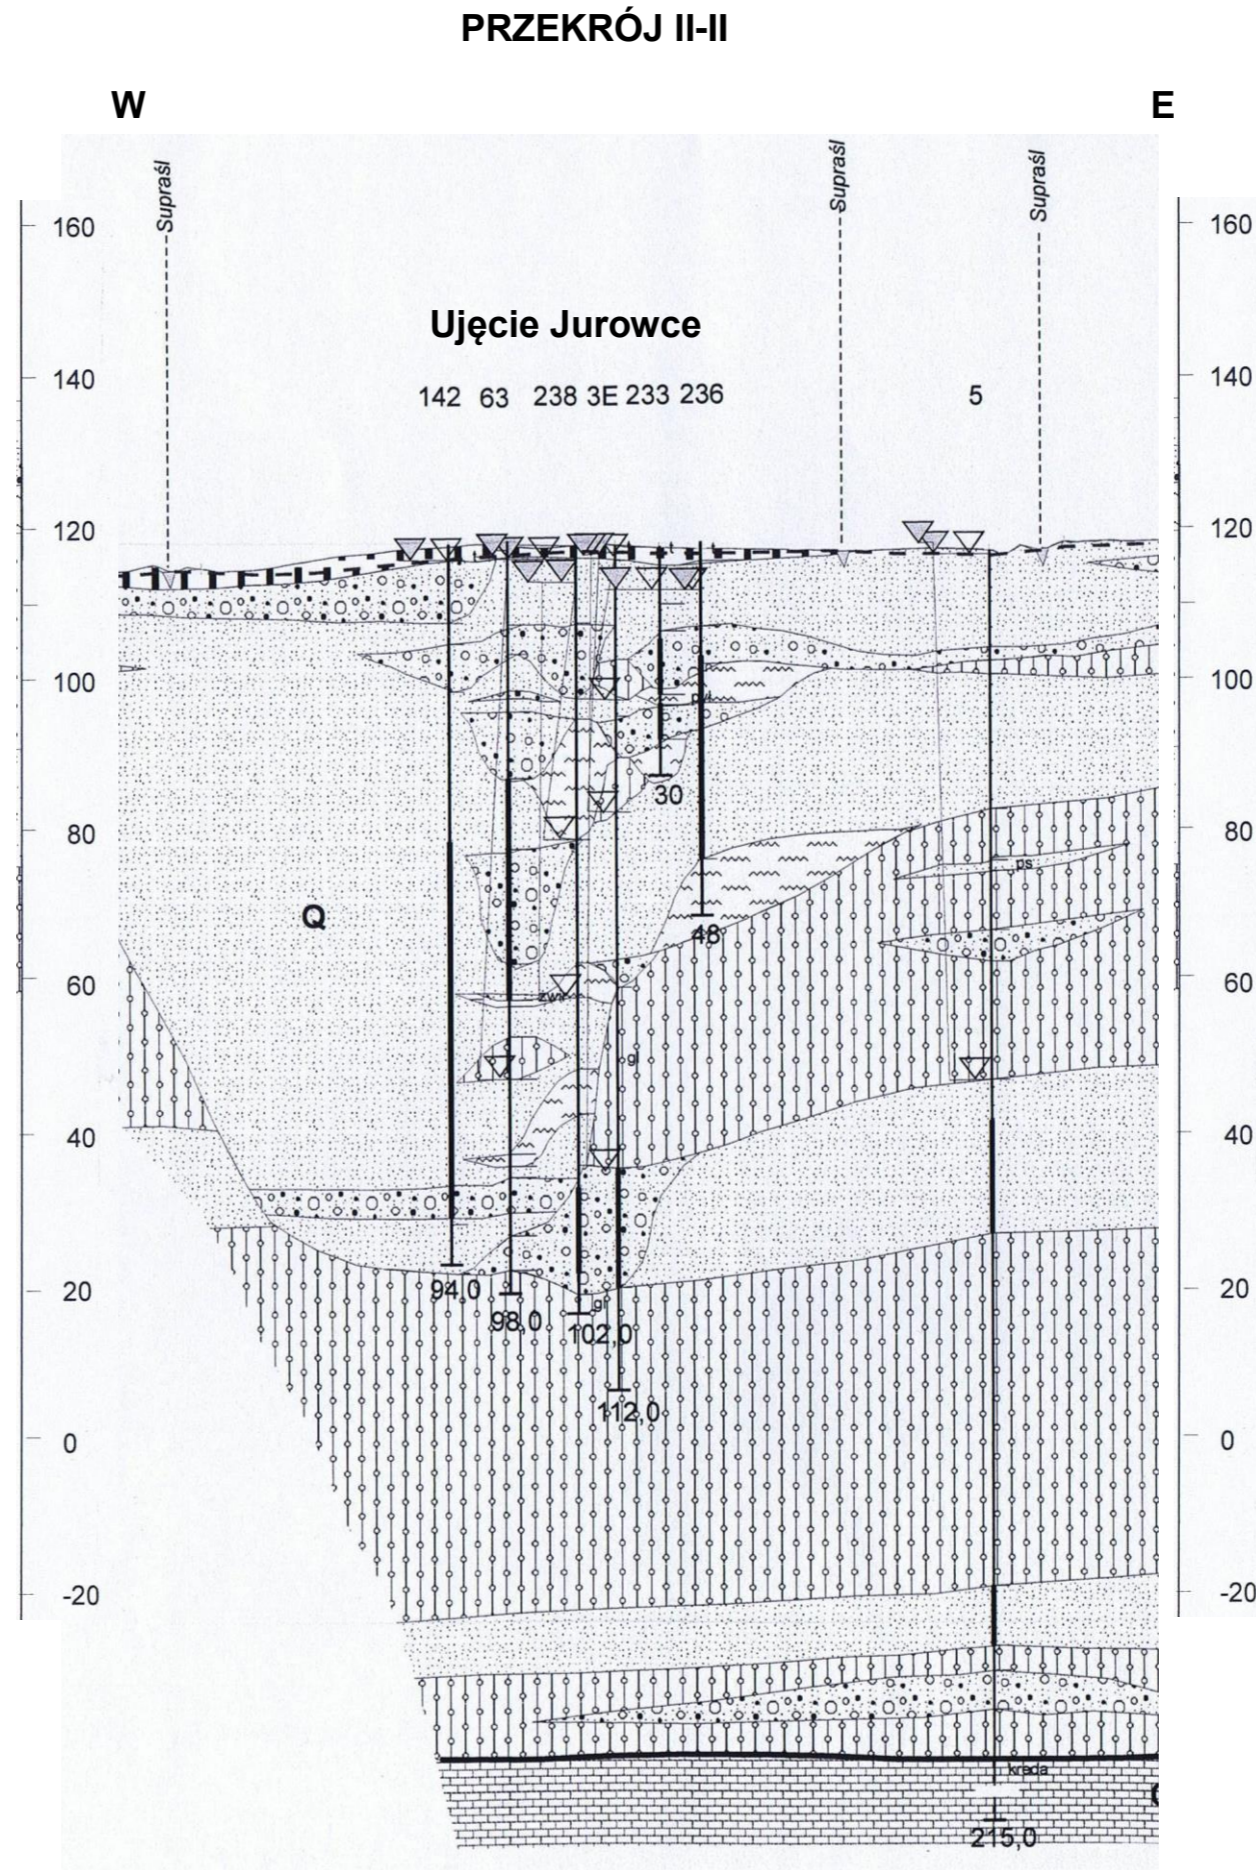 PRZEKRÓJ II-II
W E
Supraśl Supraśl Supraśl
160 160
Ujęcie Jurowce
140 142 63 238 3E 233 236 5 140
120 120
100 100
30
80 80
ps
Q
48
60 60
gl
40 40
20 94,0 20
98,0 gl 102,0
112,0
0 0
-20 -20
kreda
215,0